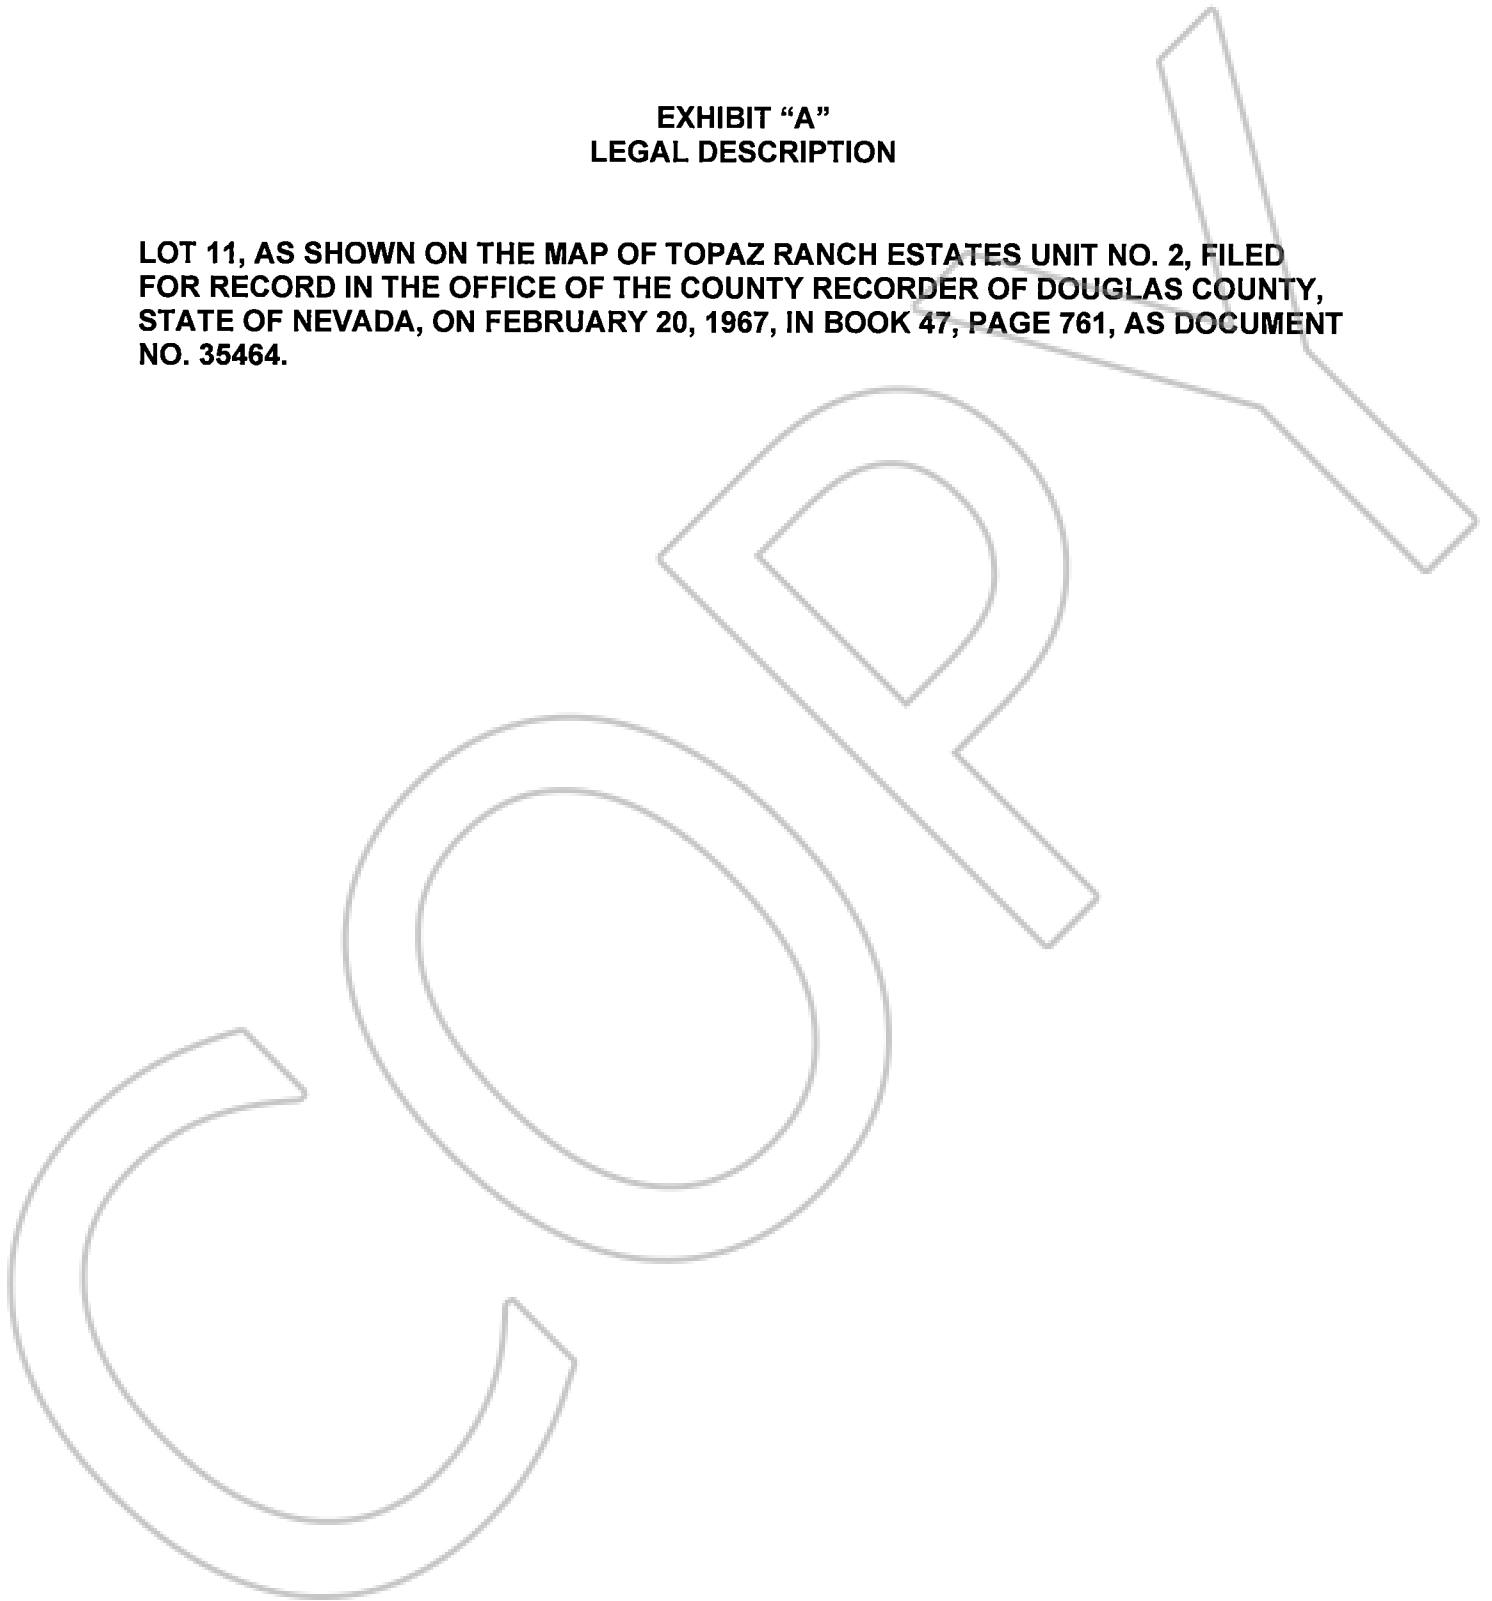 EXHIBIT “A”
LEGAL DESCRIPTION
LOT 11, AS SHOWN ON THE MAP OF TOPAZ RANCH ESTATES UNIT NO. 2, FILED
FOR RECORD IN THE OFFICE OF THE COUNTY RECORDER OF DOUGLAS COUNTY,
STATE OF NEVADA, ON FEBRUARY 20, 1967, IN BOOK 47, PAGE 761, AS DOCUMENT
NO. 35464.
COPY